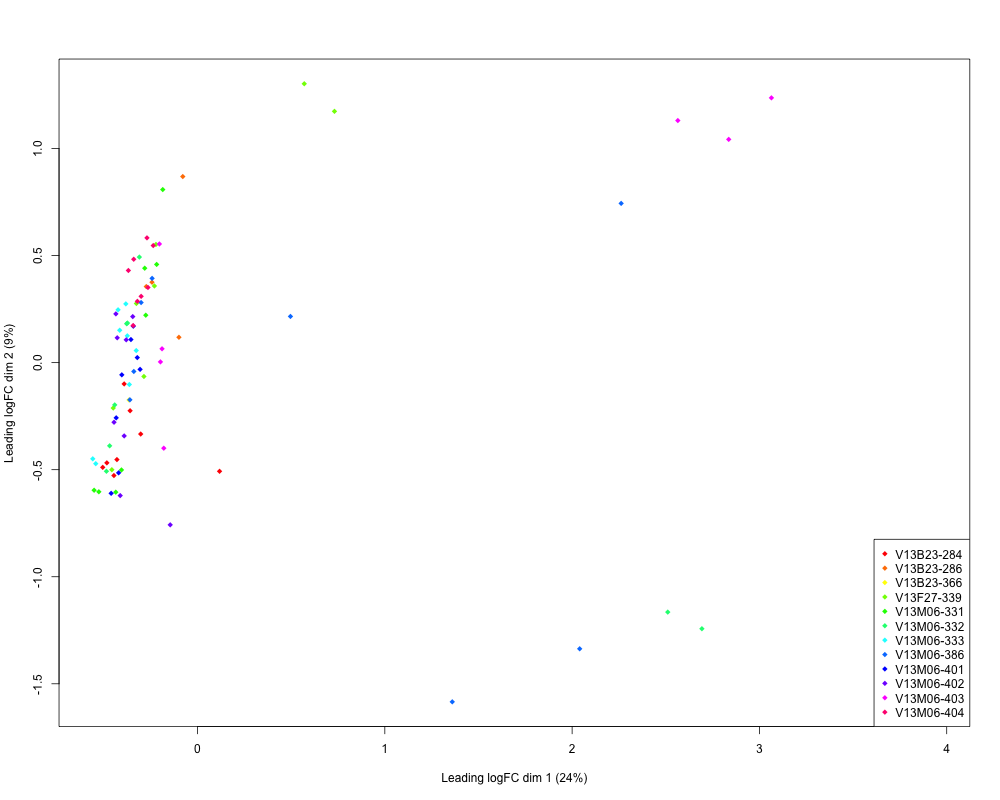 1.0
0.5
0.0
-0.5
-1.0
-1.5
Leading logFC dim 2 (9%)
V13B23-284
V13B23-286
V13B23-366
V13F27-339
V13M06-331
V13M06-332
V13M06-333
V13M06-386
V13M06-401
V13M06-402
V13M06-403
V13M06-404
0 1 2 3 4
Leading logFC dim 1 (24%)